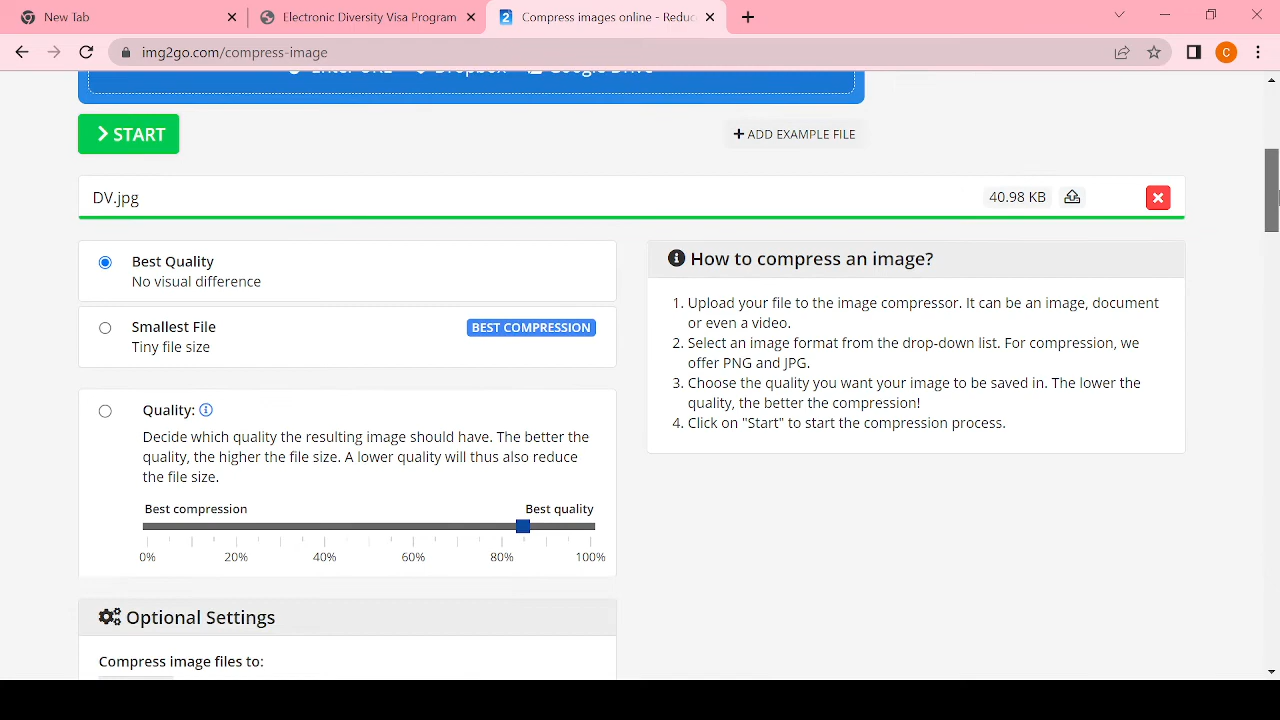 New Tab
Electronic Diversity Visa Program
Compress images online - Reduc
img2go.com/compress-image
C
Enter URL Dropbox Google Drive
START
ADD EXAMPLE FILE
DV.jpg
40.98 KB
Best Quality
No visual difference
Smallest File
BEST COMPRESSION
Tiny file size
Quality:
Decide which quality the resulting image should have. The better the
quality, the higher the file size. A lower quality will thus also reduce
the file size.
Best compression
Best quality
0% 20% 40% 60% 80% 100%
How to compress an image?
1. Upload your file to the image compressor. It can be an image, document
or even a video.
2. Select an image format from the drop-down list. For compression, we
offer PNG and JPG.
3. Choose the quality you want your image to be saved in. The lower the
quality, the better the compression!
4. Click on "Start" to start the compression process.
Optional Settings
Compress image files to: